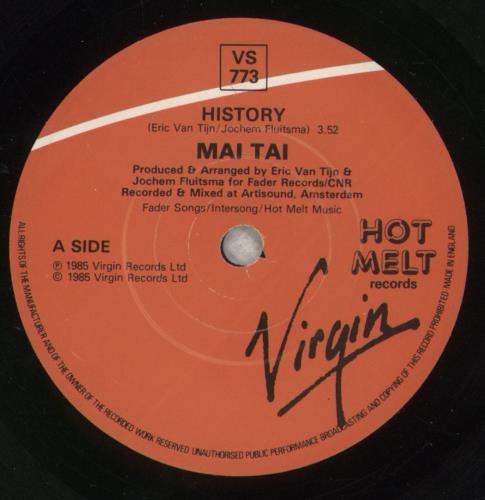 VS
773
HISTORY
(Eric Van Tijn/Jochem Fluitsma) 3.52
MAI TAI
Produced & Arranged by Eric Van Tijn &
Jochem Fluitsma for Fader Records/CNR
Recorded & Mixed at Artisound, Amsterdam
Fader Songs/Intersong/Hot Melt Music
A SIDE
℗ 1985 Virgin Records Ltd
© 1985 Virgin Records Ltd
HOT
MELT
records
Virgin
ALL RIGHTS OF THE MANUFACTURER AND OF THE OWNER OF THE RECORDED WORK RESERVED UNAUTHORISED PUBLIC PERFORMANCE BROADCASTING AND COPYING OF THIS RECORD PROHIBITED MADE IN ENGLAND